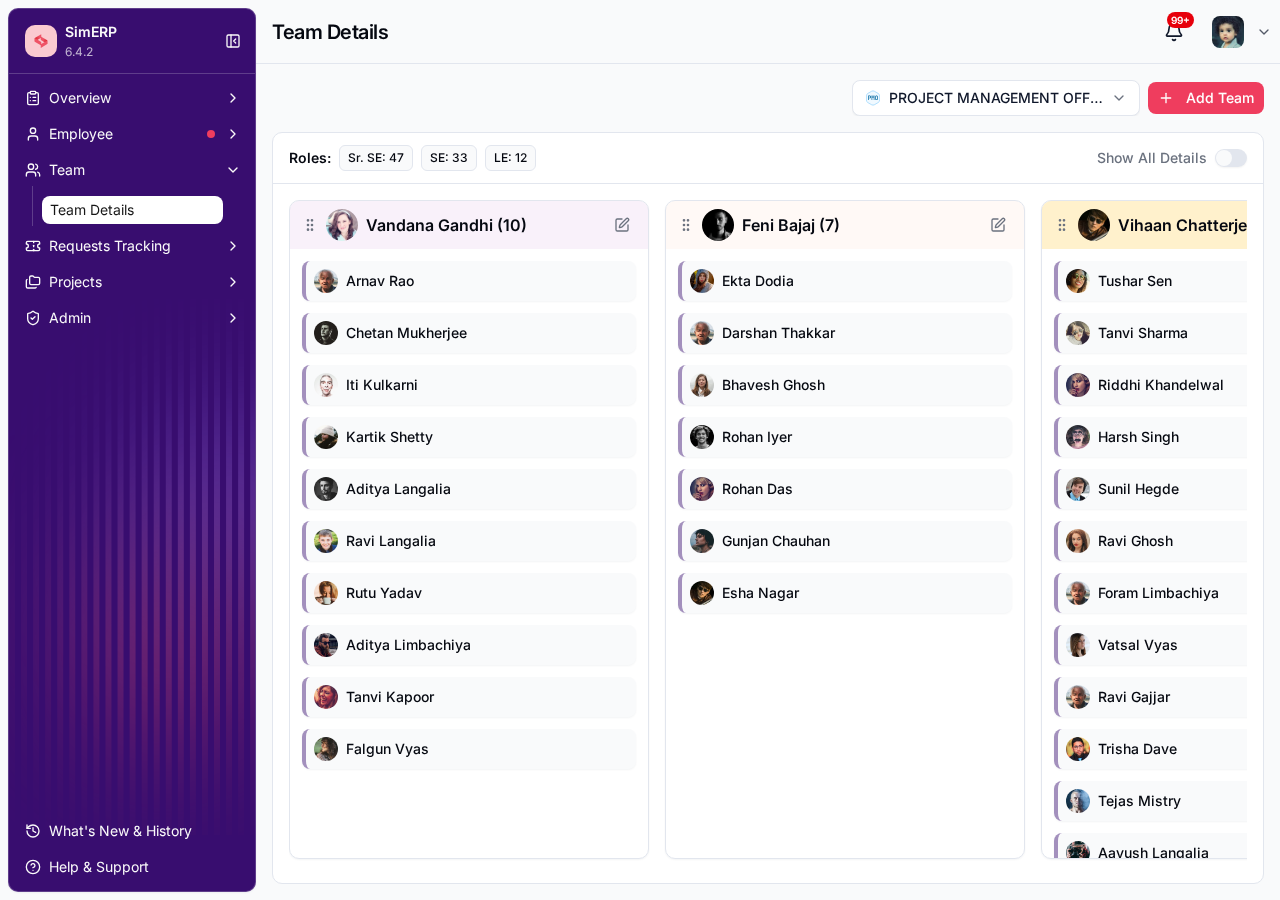 SimERP
6.4.2
Overview
Employee
Team
Team Details
Requests Tracking
Projects
Admin
What's New & History
Help & Support
Team Details
99+
PRO
PROJECT MANAGEMENT OFF...
Add Team
Roles:
Sr. SE: 47
SE: 33
LE: 12
Show All Details
Vandana Gandhi (10)
Arnav Rao
Chetan Mukherjee
Iti Kulkarni
Kartik Shetty
Aditya Langalia
Ravi Langalia
Rutu Yadav
Aditya Limbachiya
Tanvi Kapoor
Falgun Vyas
Feni Bajaj (7)
Ekta Dodia
Darshan Thakkar
Bhavesh Ghosh
Rohan Iyer
Rohan Das
Gunjan Chauhan
Esha Nagar
Vihaan Chatterje
Tushar Sen
Tanvi Sharma
Riddhi Khandelwal
Harsh Singh
Sunil Hegde
Ravi Ghosh
Foram Limbachiya
Vatsal Vyas
Ravi Gajjar
Trisha Dave
Tejas Mistry
Aayush Langalia